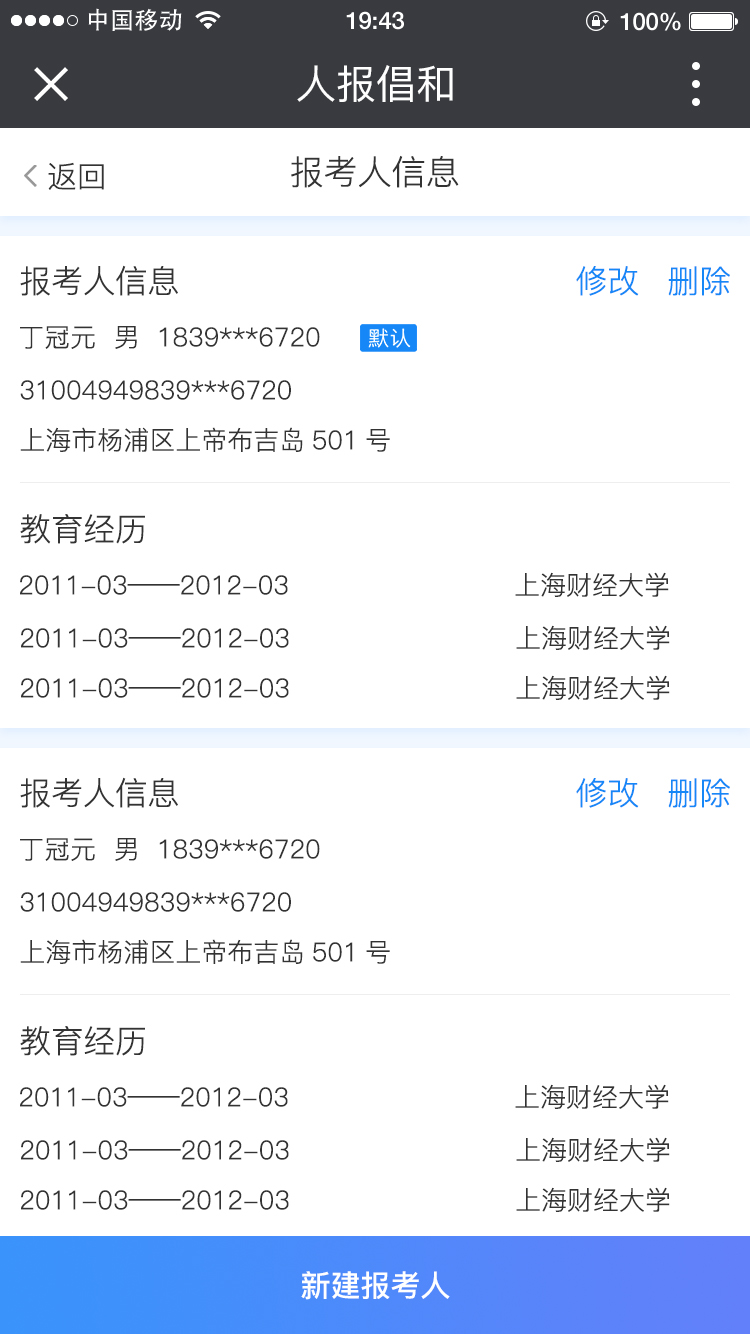 中国移动 19:43 100%
人报倡和
返回 报考人信息
报考人信息 修改 删除
丁冠元 男 1839***6720 默认
31004949839***6720
上海市杨浦区上帝布吉岛 501 号
教育经历
2011-03——2012-03 上海财经大学
2011-03——2012-03 上海财经大学
2011-03——2012-03 上海财经大学
报考人信息 修改 删除
丁冠元 男 1839***6720
31004949839***6720
上海市杨浦区上帝布吉岛 501 号
教育经历
2011-03——2012-03 上海财经大学
2011-03——2012-03 上海财经大学
2011-03——2012-03 上海财经大学
新建报考人